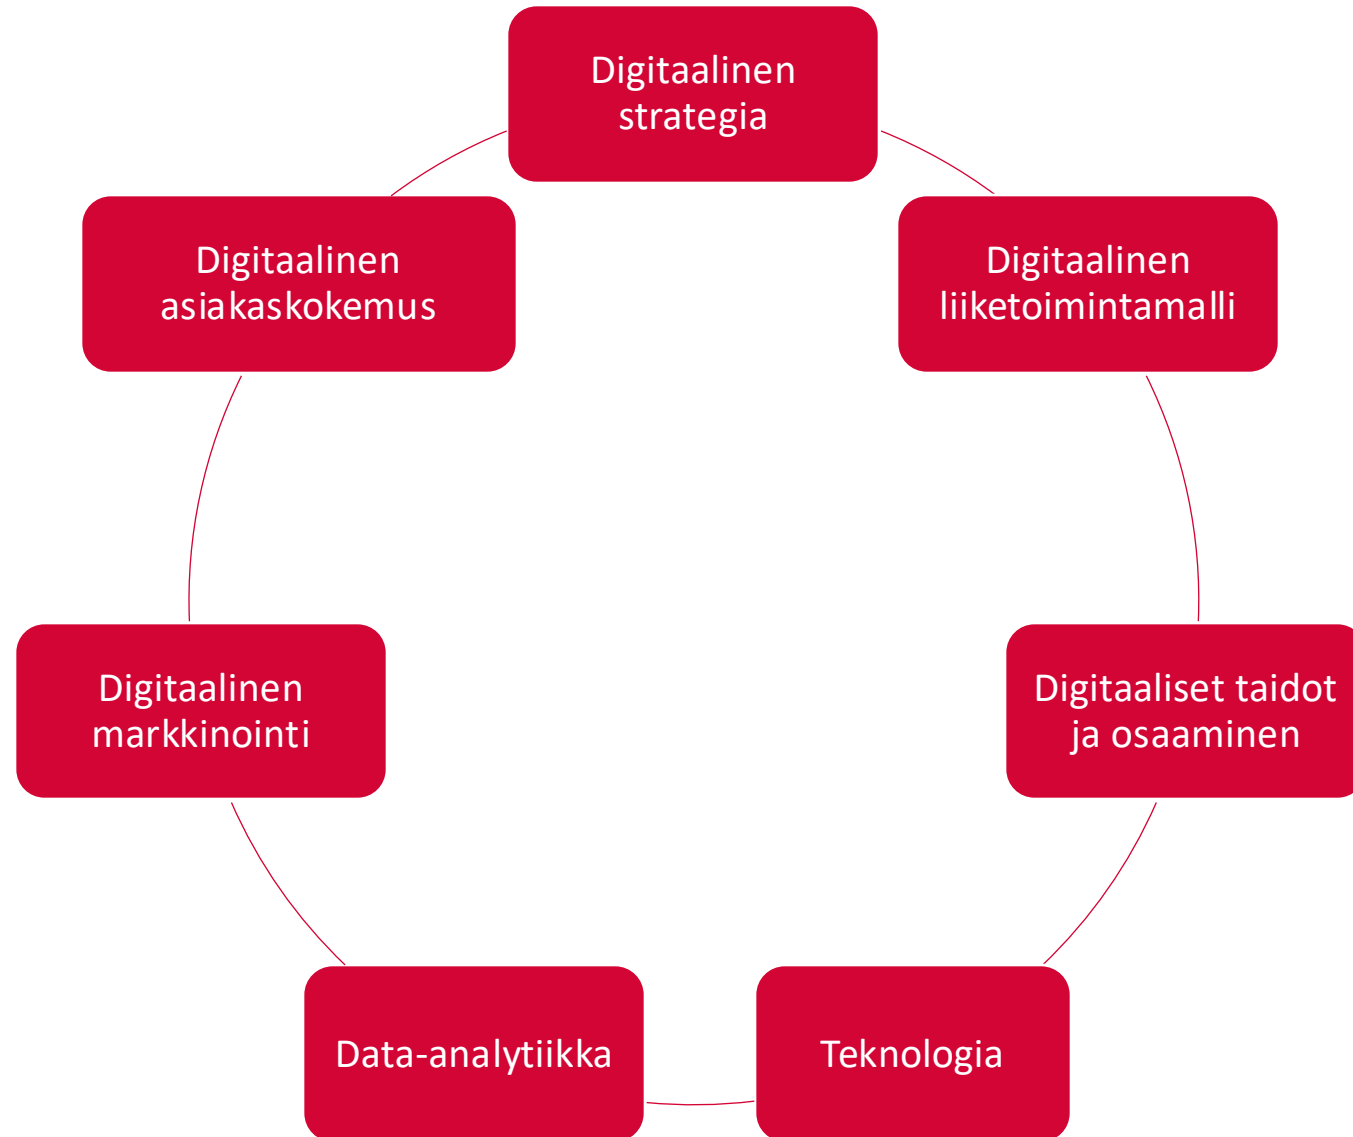 Digitaalinen
strategia
Digitaalinen
asiakaskokemus
Digitaalinen
liiketoimintamalli
Digitaalinen
markkinointi
Digitaaliset taidot
ja osaaminen
Data-analytiikka
Teknologia